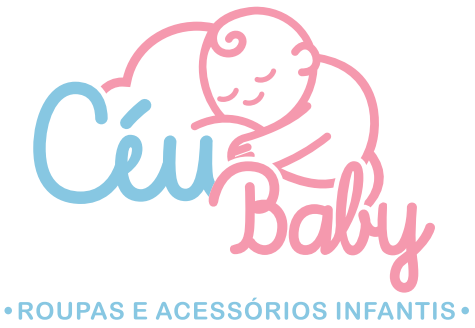 Céu
Baby
•ROUPAS E ACESSÓRIOS INFANTIS•